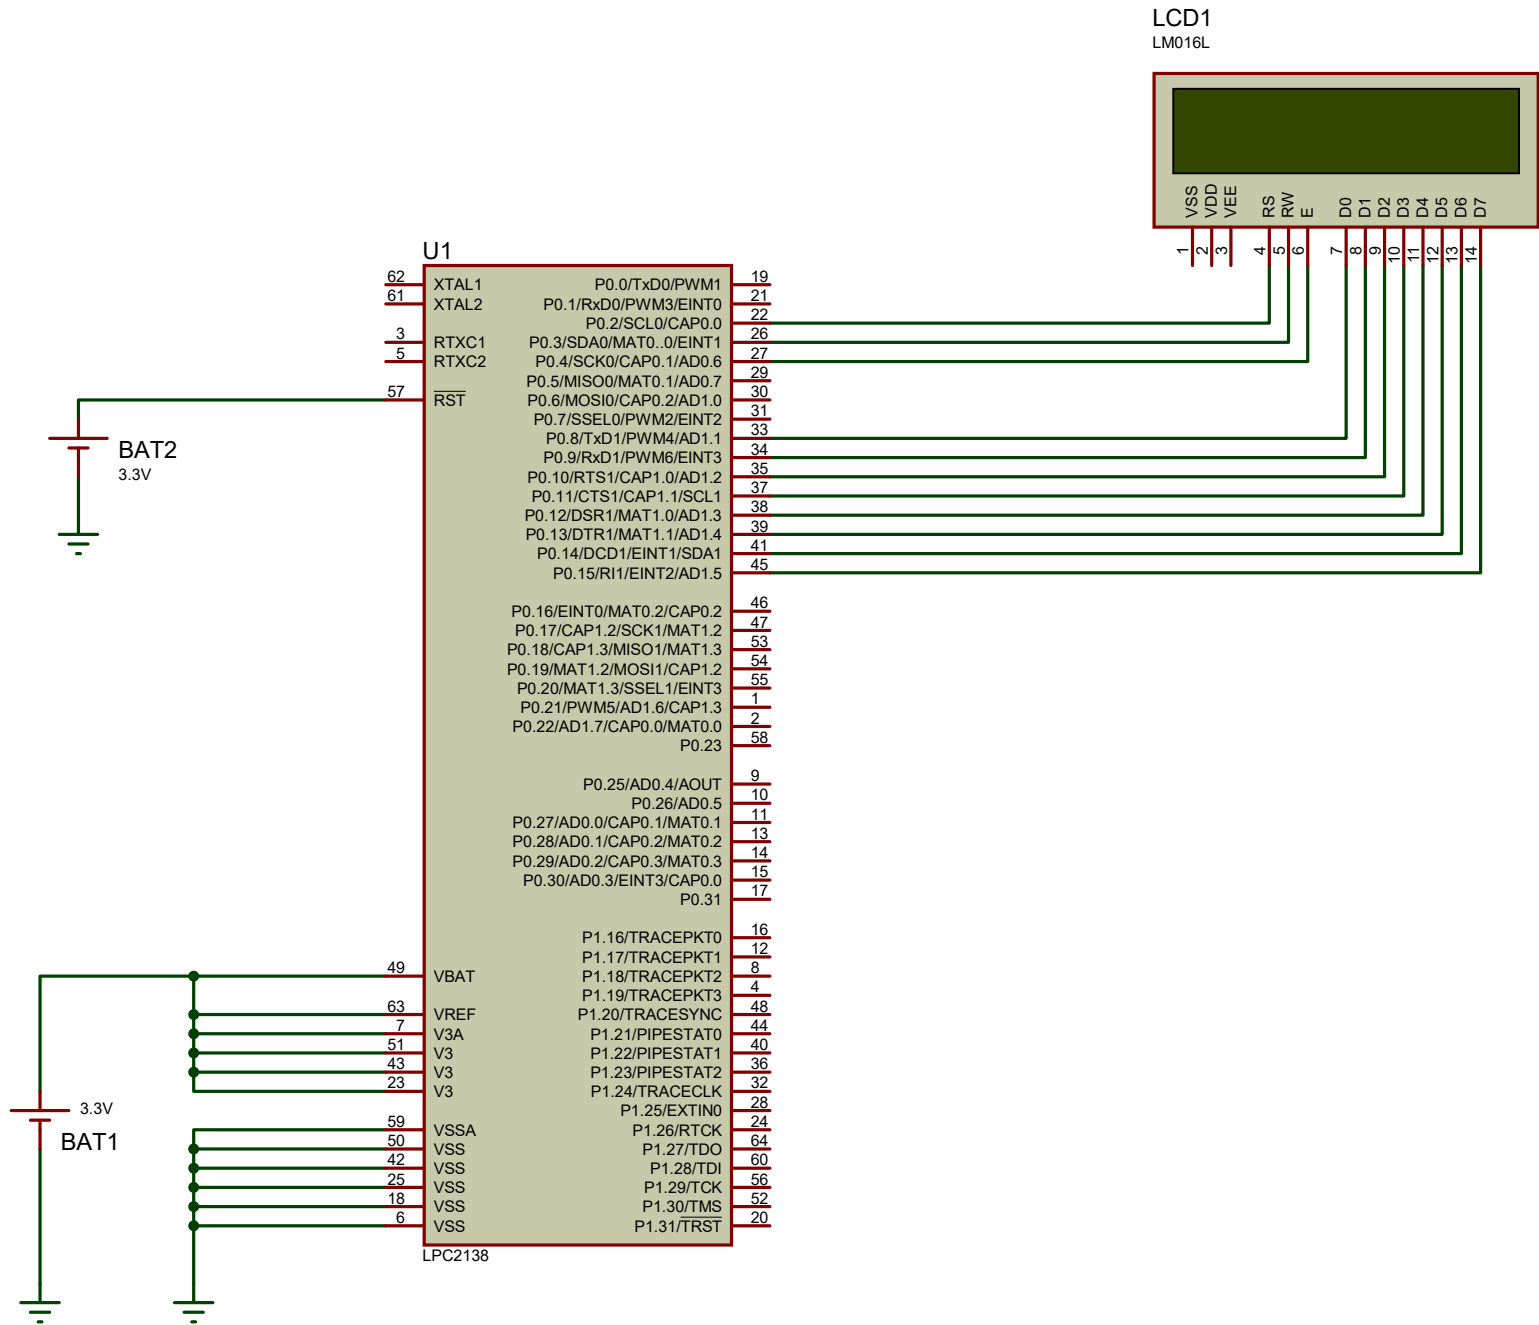 LCD1
LM016L
VSS
VDD
VEE
RS
RW
E
D0
D1
D2
D3
D4
D5
D6
D7
1
2
3
4
5
6
7
8
9
10
11
12
13
14
U1
62 XTAL1
61 XTAL2
3 RTXC1
5 RTXC2
57 RST
BAT2
3.3V
49 VBAT
63 VREF
7 V3A
51 V3
43 V3
23 V3
3.3V
BAT1
59 VSSA
50 VSS
42 VSS
25 VSS
18 VSS
6 VSS
P0.0/TxD0/PWM1 19
P0.1/RxD0/PWM3/EINT0 21
P0.2/SCL0/CAP0.0 22
P0.3/SDA0/MAT0..0/EINT1 26
P0.4/SCK0/CAP0.1/AD0.6 27
P0.5/MISO0/MAT0.1/AD0.7 29
P0.6/MOSI0/CAP0.2/AD1.0 30
P0.7/SSEL0/PWM2/EINT2 31
P0.8/TxD1/PWM4/AD1.1 33
P0.9/RxD1/PWM6/EINT3 34
P0.10/RTS1/CAP1.0/AD1.2 35
P0.11/CTS1/CAP1.1/SCL1 37
P0.12/DSR1/MAT1.0/AD1.3 38
P0.13/DTR1/MAT1.1/AD1.4 39
P0.14/DCD1/EINT1/SDA1 41
P0.15/RI1/EINT2/AD1.5 45
P0.16/EINT0/MAT0.2/CAP0.2 46
P0.17/CAP1.2/SCK1/MAT1.2 47
P0.18/CAP1.3/MISO1/MAT1.3 53
P0.19/MAT1.2/MOSI1/CAP1.2 54
P0.20/MAT1.3/SSEL1/EINT3 55
P0.21/PWM5/AD1.6/CAP1.3 1
P0.22/AD1.7/CAP0.0/MAT0.0 2
P0.23 58
P0.25/AD0.4/AOUT 9
P0.26/AD0.5 10
P0.27/AD0.0/CAP0.1/MAT0.1 11
P0.28/AD0.1/CAP0.2/MAT0.2 13
P0.29/AD0.2/CAP0.3/MAT0.3 14
P0.30/AD0.3/EINT3/CAP0.0 15
P0.31 17
P1.16/TRACEPKT0 16
P1.17/TRACEPKT1 12
P1.18/TRACEPKT2 8
P1.19/TRACEPKT3 4
P1.20/TRACESYNC 48
P1.21/PIPESTAT0 44
P1.22/PIPESTAT1 40
P1.23/PIPESTAT2 36
P1.24/TRACECLK 32
P1.25/EXTIN0 28
P1.26/RTCK 24
P1.27/TDO 64
P1.28/TDI 60
P1.29/TCK 56
P1.30/TMS 52
P1.31/TRST 20
LPC2138